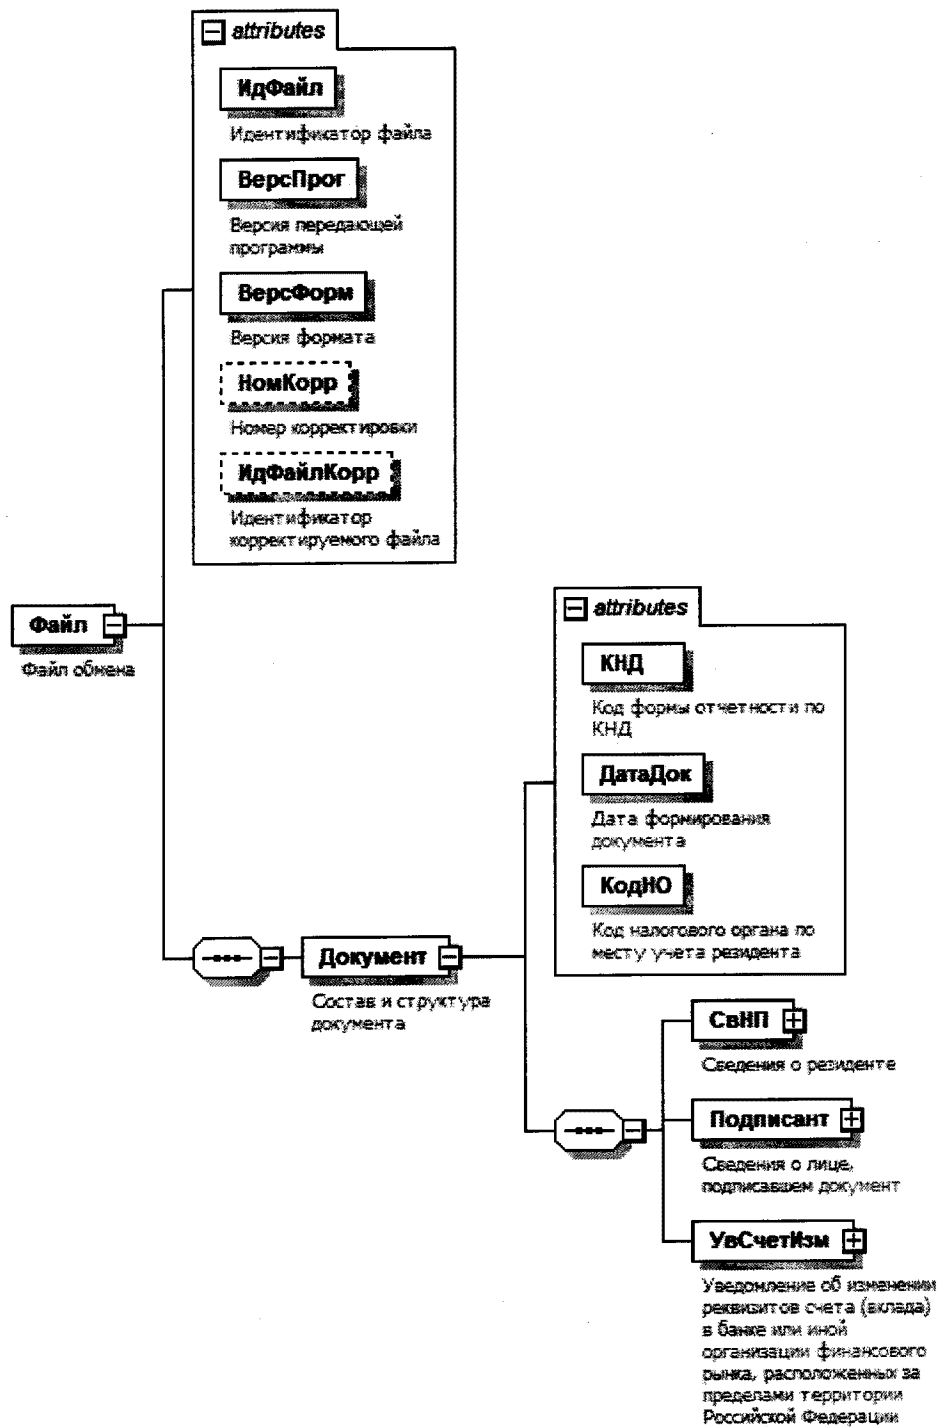 attributes
ИдФайл
Идентификатор файла
ВерсПрог
Версия передающей
программы
ВерсФорм
Версия формата
НомКорр
Номер корректировки
ИдФайлКорр
Идентификатор
корректируемого файла
Файл
Файл обмена
attributes
КНД
Код формы отчетности по
КНД
ДатаДок
Дата формирования
документа
КодНО
Код налогового органа по
месту учета резидента
Документ
Состав и структура
документа
СвНП
Сведения о резиденте
Подписант
Сведения о лице,
подписавшем документ
УвСчетИзм
Уведомление об изменении
реквизитов счета (вклада)
в банке или иной
организации финансового
рынка, расположенных за
пределами территории
Российской Федерации